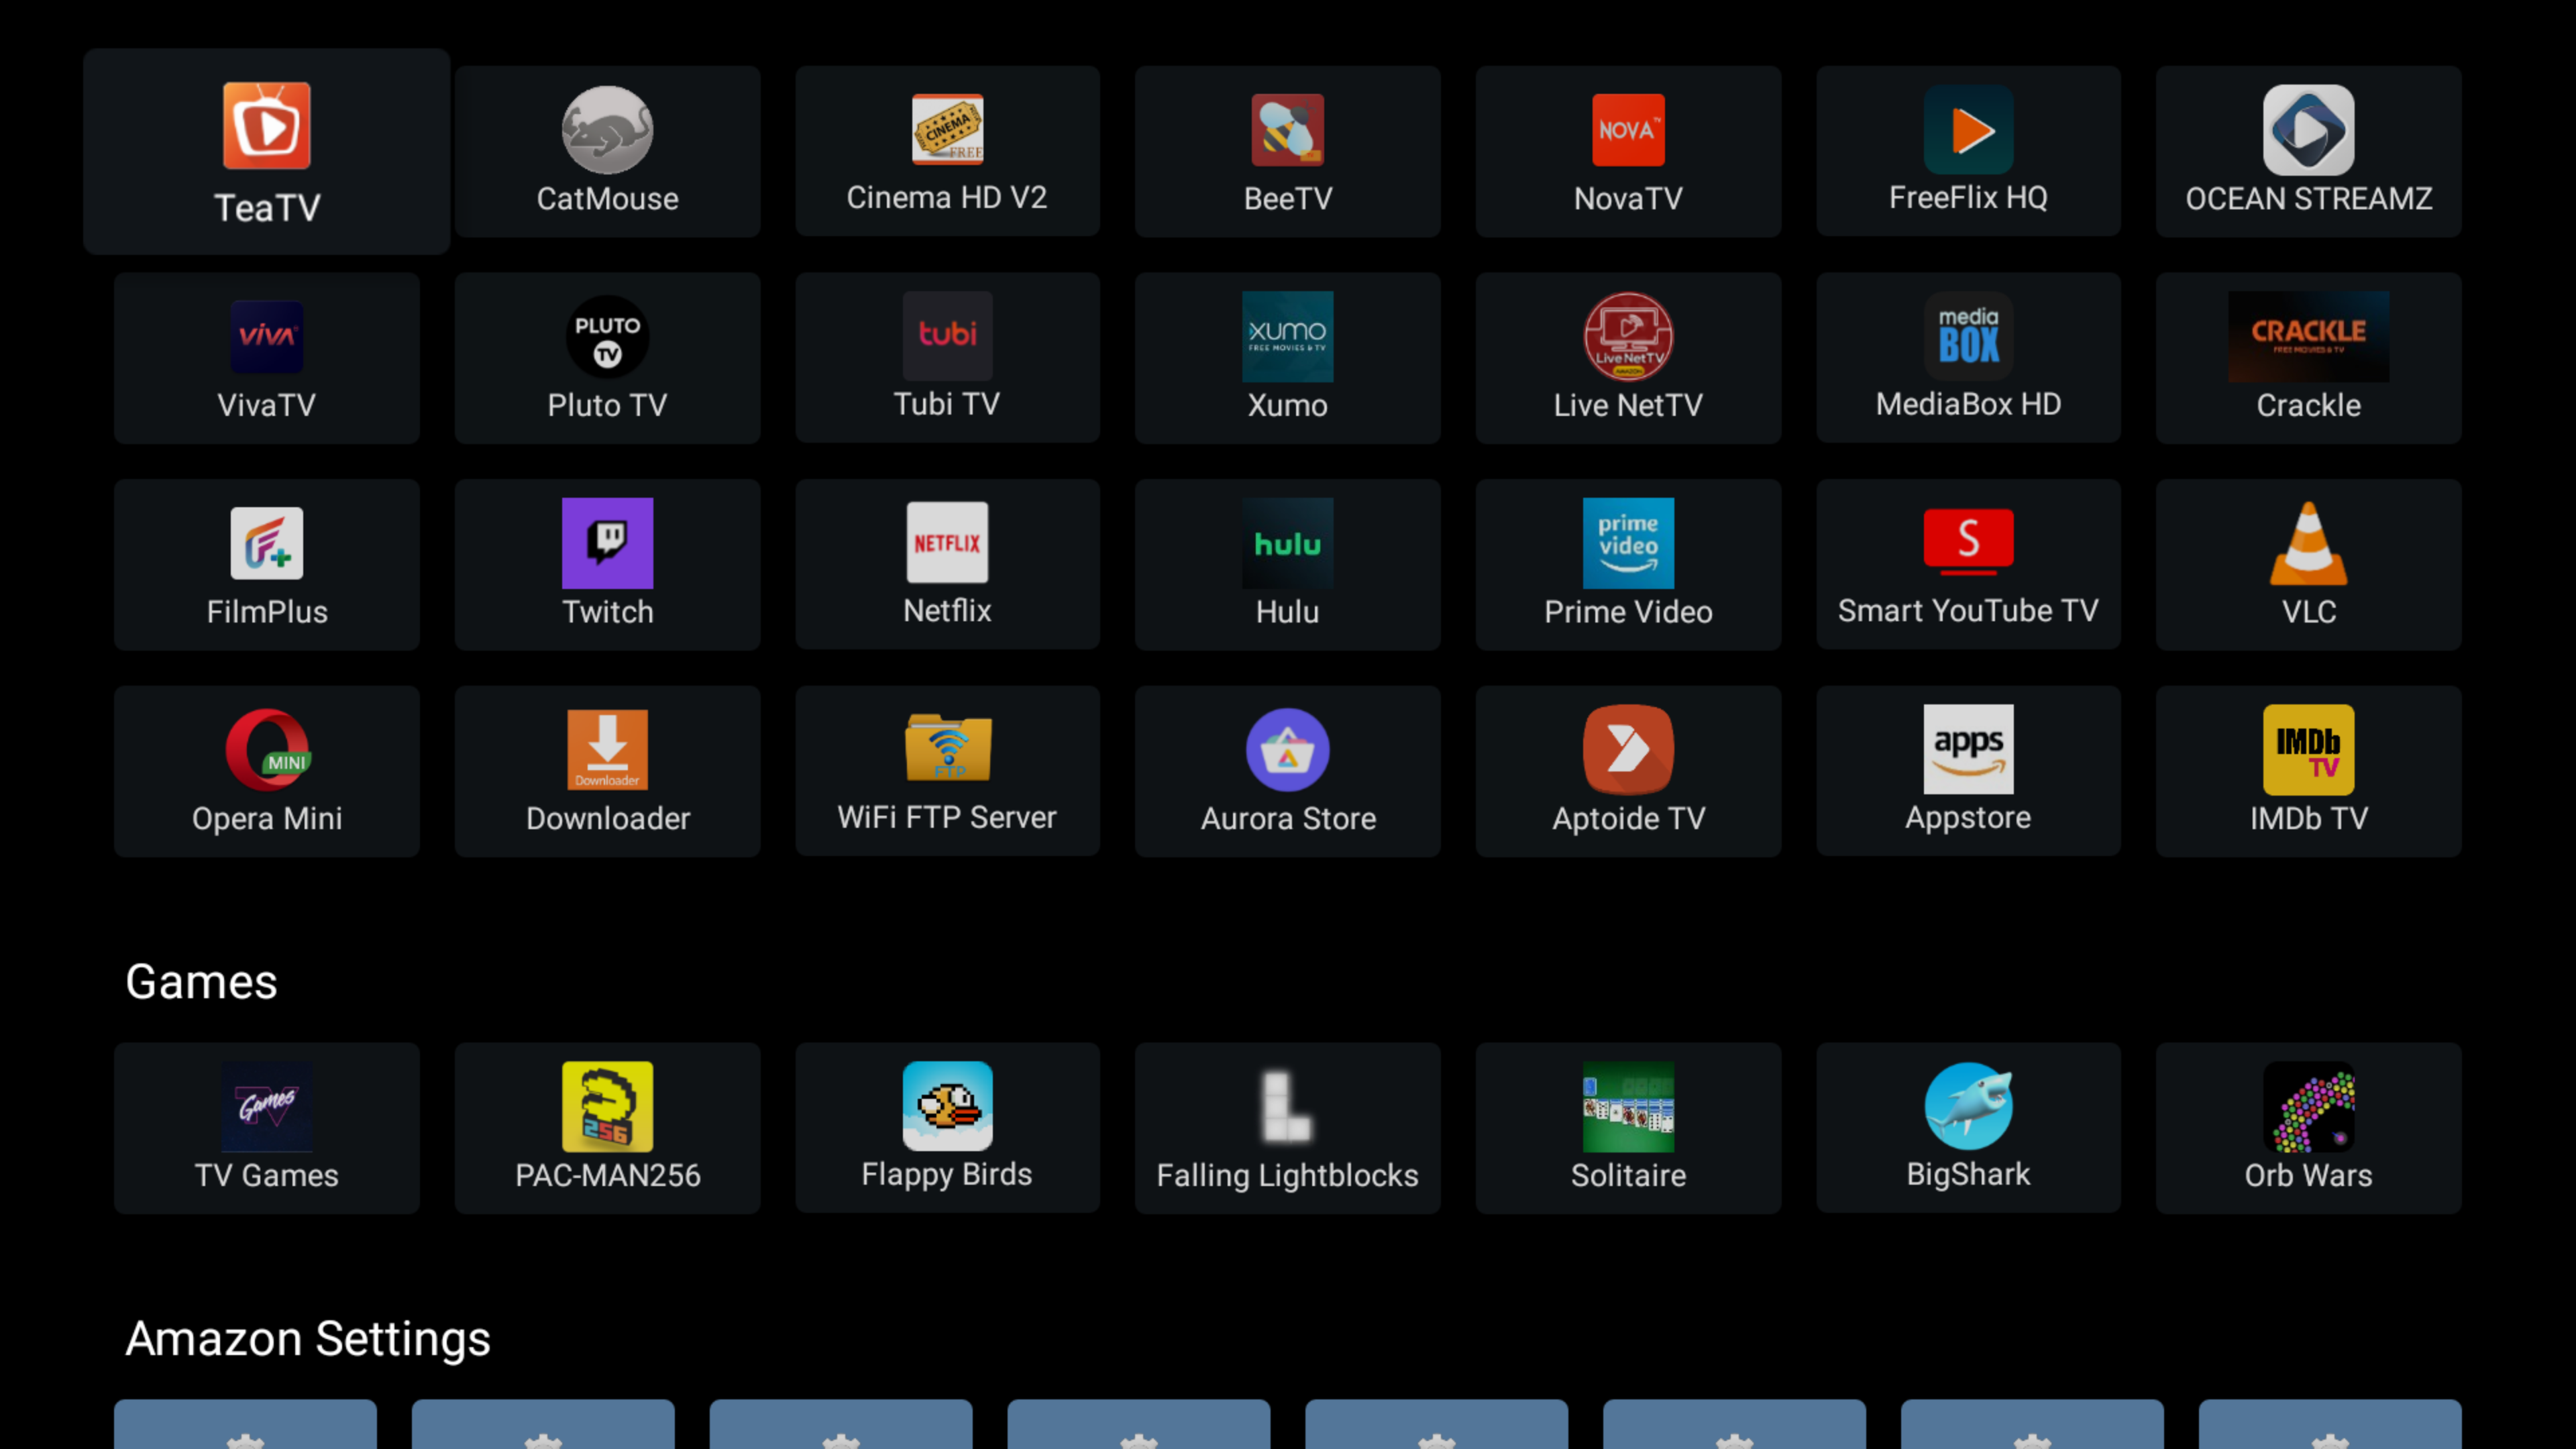 TeaTV
CatMouse
CINEMA
FREE
Cinema HD V2
BeeTV
NOVA TV
NovaTV
FreeFlix HQ
OCEAN STREAMZ
VIVA
VivaTV
PLUTO
TV
Pluto TV
tubi
Tubi TV
XUMO
FREE MOVIES & TV
Xumo
Live NetTV
AMAZON
Live NetTV
media
BOX
MediaBox HD
CRACKLE
FREE MOVIES & TV
Crackle
FilmPlus
Twitch
NETFLIX
Netflix
hulu
Hulu
prime
video
Prime Video
S
Smart YouTube TV
VLC
MINI
Opera Mini
Downloader
Downloader
FTP
WiFi FTP Server
Aurora Store
Aptoide TV
apps
Appstore
IMDb
TV
IMDb TV
Games
TV
Games
TV Games
256
PAC-MAN256
Flappy Birds
Falling Lightblocks
Solitaire
BigShark
Orb Wars
Amazon Settings